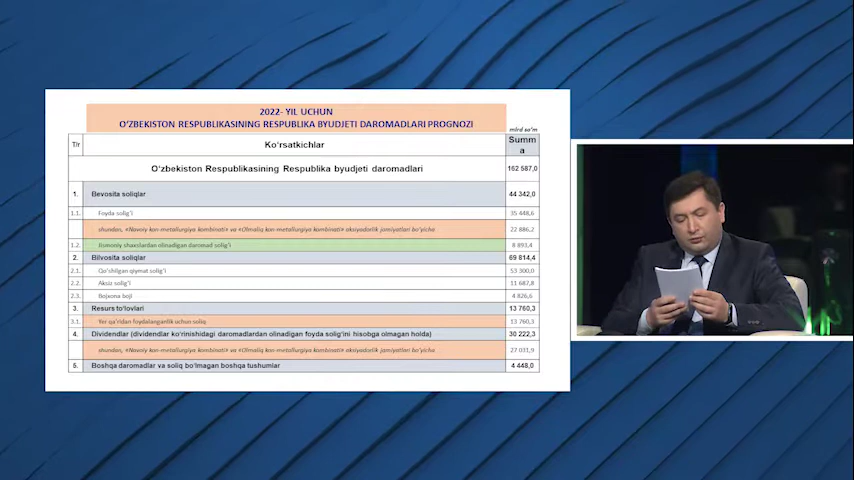 2022- YIL UCHUN
O‘ZBEKISTON RESPUBLIKASINING RESPUBLIKA BYUDJETI DAROMADLARI PROGNOZI
mlrd so‘m
T/r Ko‘rsatkichlar Summa
O‘zbekiston Respublikasining Respublika byudjeti daromadlari 162 587,0
1. Bevosita soliqlar 44 342,0
1.1. Foyda solig‘i 35 448,6
shundan, «Navoiy kon-metallurgiya kombinati» va «Olmaliq kon-metallurgiya kombinati» aksiyadorlik jamiyatlari bo‘yicha 22 886,2
1.2. Jismoniy shaxslardan olinadigan daromad solig‘i 8 893,4
2. Bilvosita soliqlar 69 814,4
2.1. Qo‘shilgan qiymat solig‘i 53 300,0
2.2. Aksiz solig‘i 11 687,8
2.3. Bojxona boji 4 826,6
3. Resurs to‘lovlari 13 760,3
3.1. Yer qa’ridan foydalanganlik uchun soliq 13 760,3
4. Dividendlar (dividendlar ko‘rinishidagi daromadlardan olinadigan foyda solig‘ini hisobga olmagan holda) 30 222,3
shundan, «Navoiy kon-metallurgiya kombinati» va «Olmaliq kon-metallurgiya kombinati» aksiyadorlik jamiyatlari bo‘yicha 27 031,9
5. Boshqa daromadlar va soliq bo‘lmagan boshqa tushumlar 4 448,0